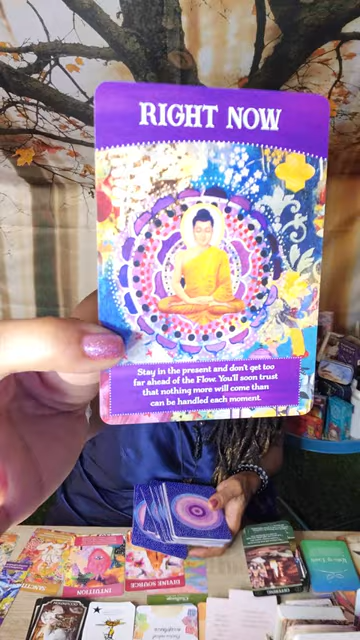 RIGHT NOW
Stay in the present and don't get too
far ahead of the Flow. You'll soon trust
that nothing more will come than
can be handled each moment.
INTUITION
DIVINE SOURCE